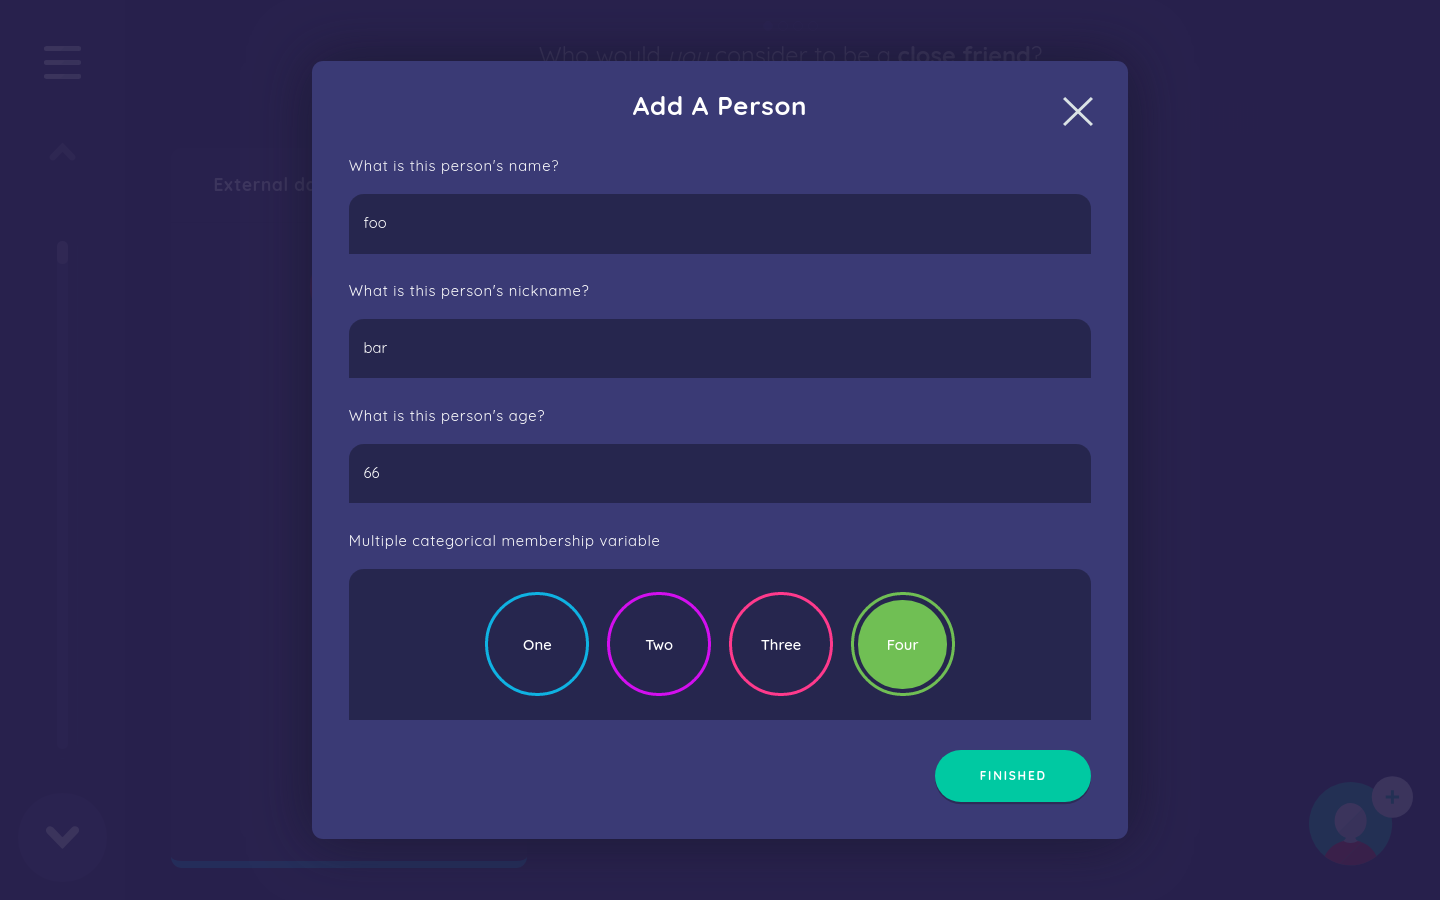 Who would you consider to be a close friend?
Add A Person
What is this person's name?
External da
foo
What is this person's nickname?
bar
What is this person's age?
66
Multiple categorical membership variable
One Two Three Four
FINISHED